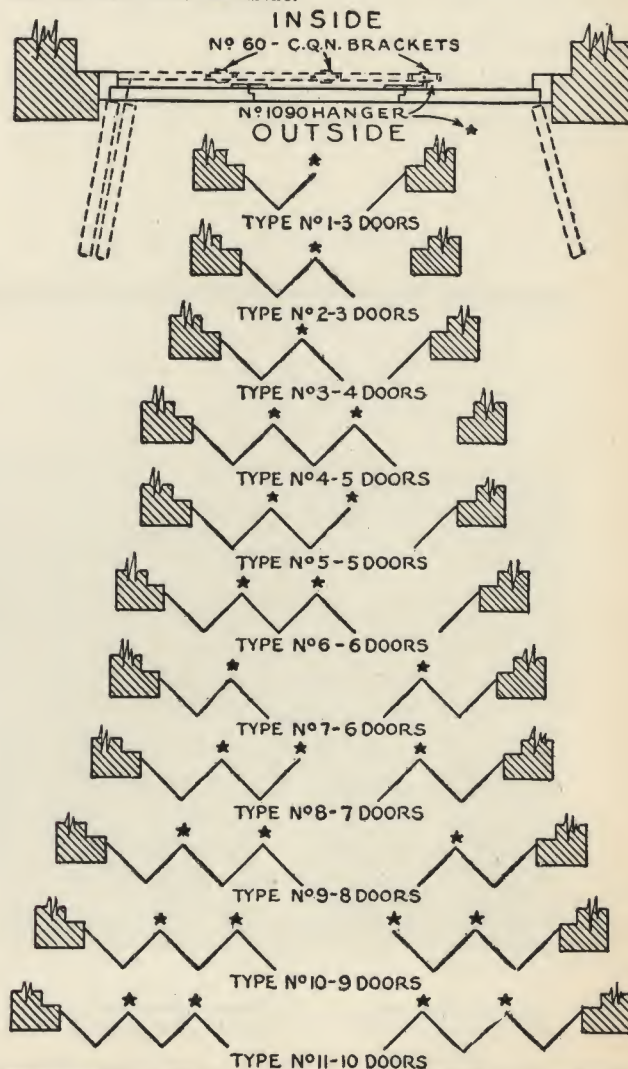 INSIDE
Nº 60 - C.Q.N. BRACKETS
Nº 1090 HANGER
OUTSIDE
TYPE Nº 1-3 DOORS
TYPE Nº 2-3 DOORS
TYPE Nº 3-4 DOORS
TYPE Nº 4-5 DOORS
TYPE Nº 5-5 DOORS
TYPE Nº 6-6 DOORS
TYPE Nº 7-6 DOORS
TYPE Nº 8-7 DOORS
TYPE Nº 9-8 DOORS
TYPE Nº 10-9 DOORS
TYPE Nº 11-10 DOORS